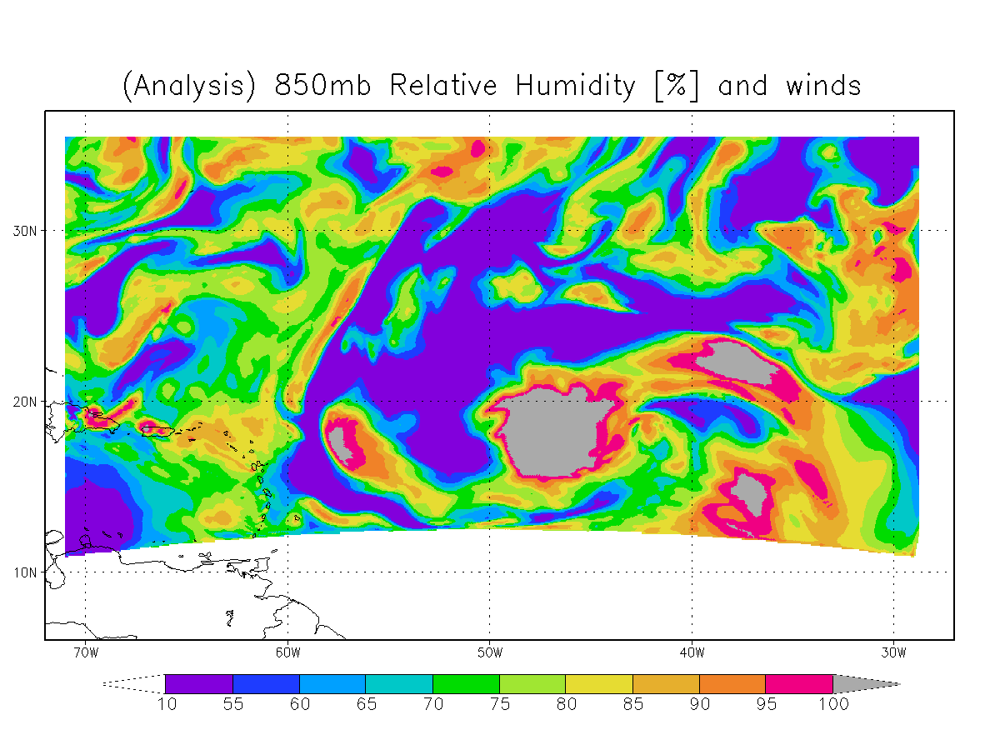 (Analysis) 850mb Relative Humidity [%] and winds
30N
20N
10N
70W 60W 50W 40W 30W
10 55 60 65 70 75 80 85 90 95 100